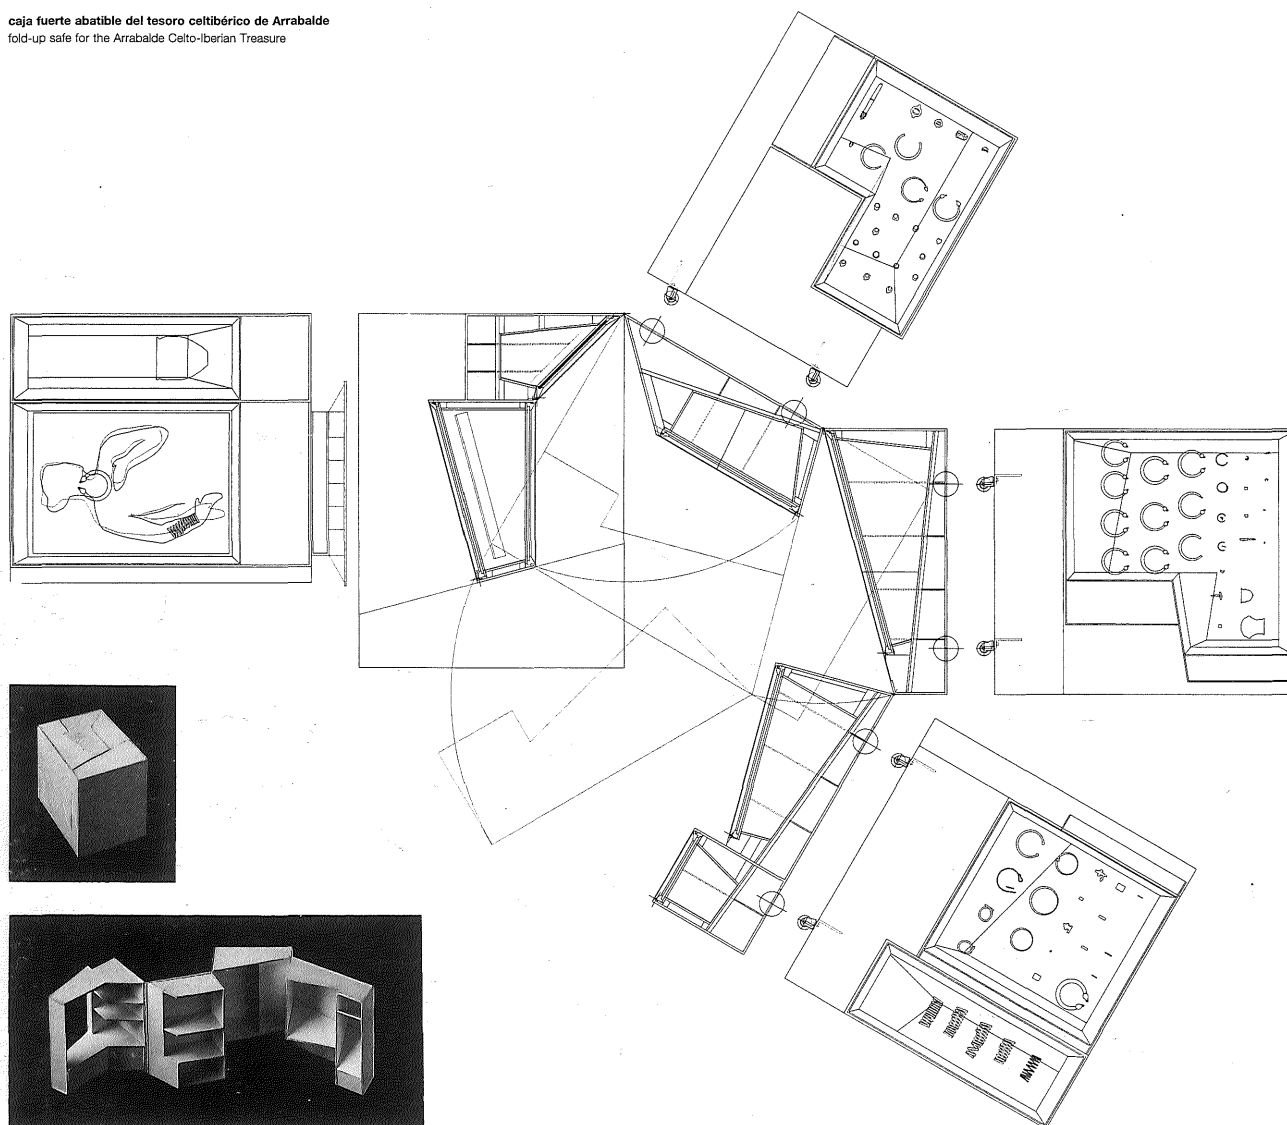 caja fuerte abatible del tesoro celtibérico de Arrabalde
fold-up safe for the Arrabalde Celto-Iberian Treasure